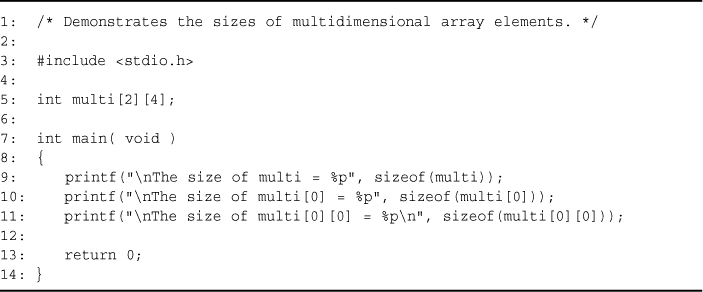 1: /* Demonstrates the sizes of multidimensional array elements. */
2:
3: #include <stdio.h>
4:
5: int multi[2][4];
6:
7: int main( void )
8: {
9: printf("\nThe size of multi = %p", sizeof(multi));
10: printf("\nThe size of multi[0] = %p", sizeof(multi[0]));
11: printf("\nThe size of multi[0][0] = %p\n", sizeof(multi[0][0]));
12:
13: return 0;
14: }